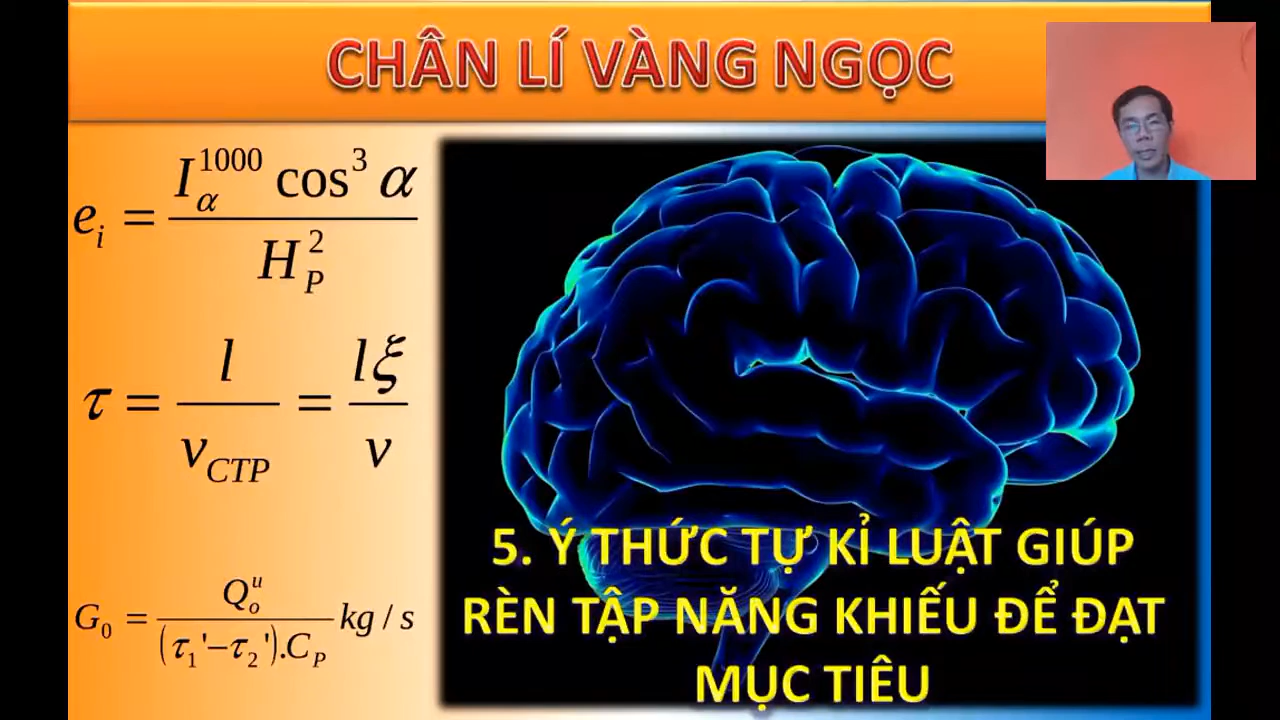 CHÂN LÍ VÀNG NGỌC
e_i = I_α^1000 cos^3 α / H_P^2
τ = l / v_CTP = lξ / v
G_0 = Q_o^u / (τ_1'−τ_2').C_P kg / s
5. Ý THỨC TỰ KỈ LUẬT GIÚP
RÈN TẬP NĂNG KHIẾU ĐỂ ĐẠT
MỤC TIÊU